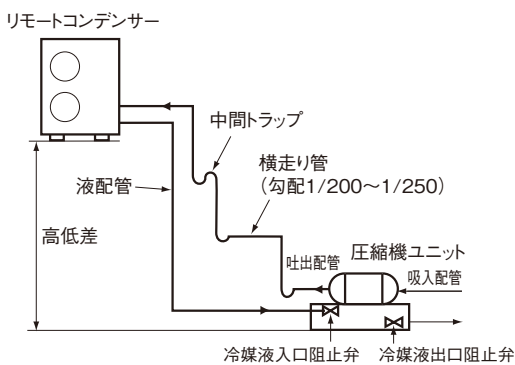 リモートコンデンサー
中間トラップ
横走り管
（勾配1/200～1/250）
液配管
高低差
吐出配管
圧縮機ユニット
吸入配管
冷媒液入口阻止弁
冷媒液出口阻止弁